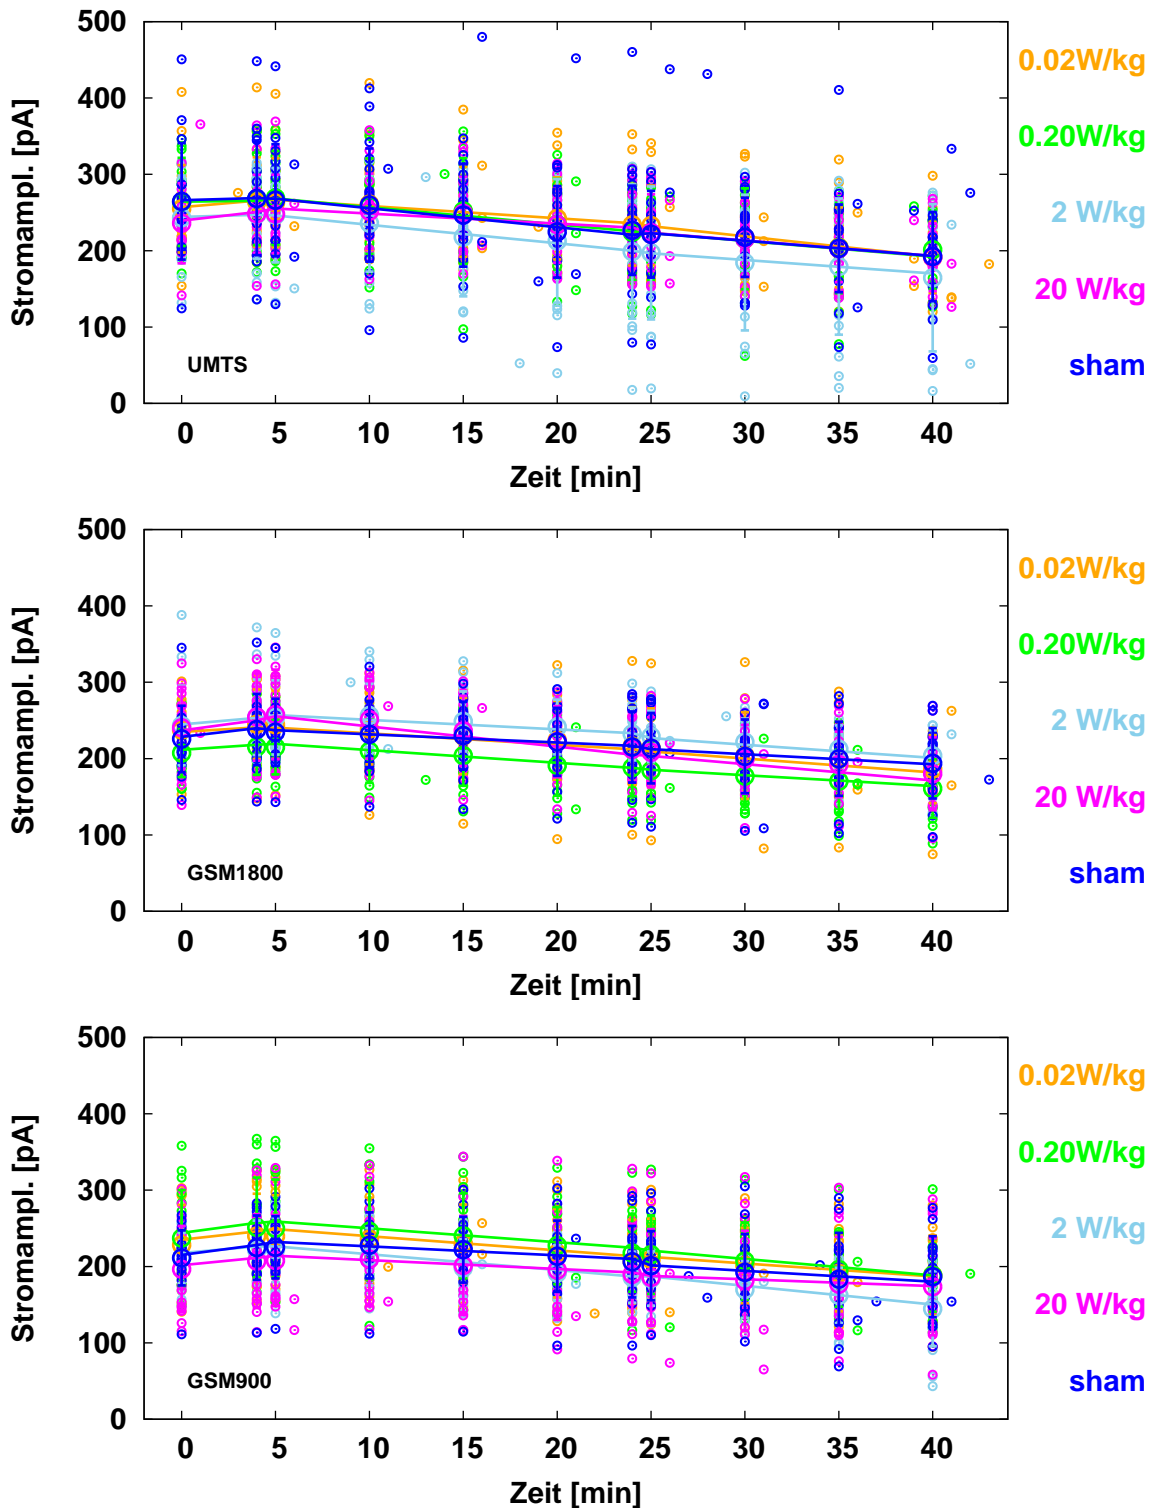 500
400
300
200
100
0
Stromampl. [pA]
UMTS
0 5 10 15 20 25 30 35 40
Zeit [min]
0.02W/kg
0.20W/kg
2 W/kg
20 W/kg
sham
500
400
300
200
100
0
Stromampl. [pA]
GSM1800
0 5 10 15 20 25 30 35 40
Zeit [min]
0.02W/kg
0.20W/kg
2 W/kg
20 W/kg
sham
500
400
300
200
100
0
Stromampl. [pA]
GSM900
0 5 10 15 20 25 30 35 40
Zeit [min]
0.02W/kg
0.20W/kg
2 W/kg
20 W/kg
sham